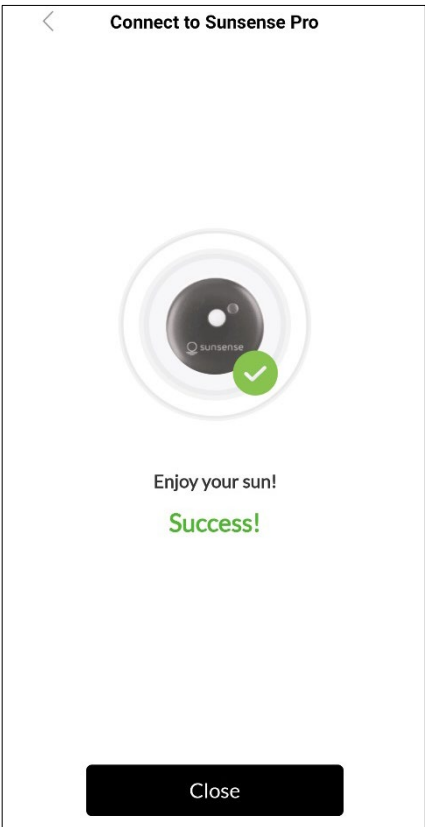 Connect to Sunsense Pro
sunsense
Enjoy your sun!
Success!
Close